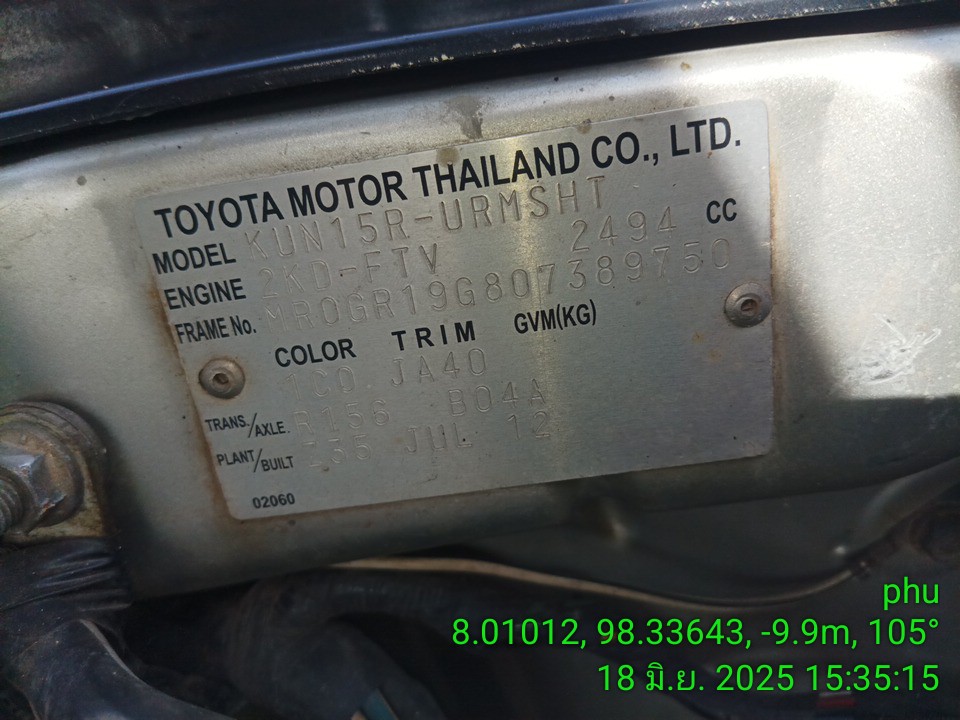 TOYOTA MOTOR THAILAND CO., LTD.
MODEL KUN15R-URMSHT
ENGINE 2KD-FTV 2494 CC
FRAME No. MR0GR19G807389750
COLOR TRIM GVM(KG)
1C0 JA40
TRANS./AXLE. R156 B04A
PLANT/BUILT JUL 12
02060
phu
8.01012, 98.33643, -9.9m, 105°
18 มิ.ย. 2025 15:35:15